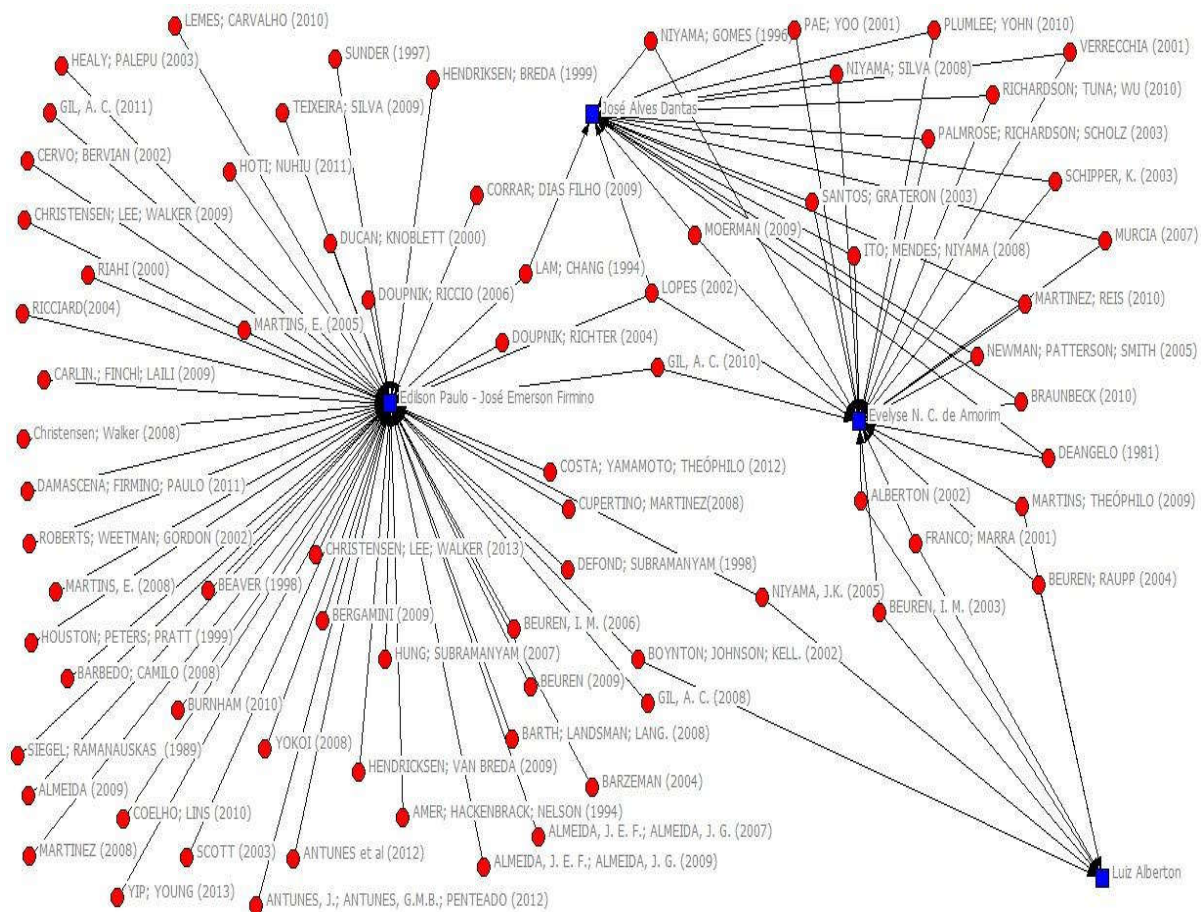 LEMES; CARVALHO (2010)
NIYAMA; GOMES (1996)
PAE; YOO (2001)
PLUMLEE; YOHN (2010)
SUNDER (1997)
VERRECCHIA (2001)
HEALY; PALEPU (2003)
NIYAMA; SILVA (2008)
HENDRIKSEN; BREDA (1999)
RICHARDSON; TUNA; WU (2010)
GIL, A. C. (2011)
TEIXEIRA; SILVA (2009)
José Alves Dantas
PALMROSE; RICHARDSON; SCHOLZ (2003)
CERVO; BERVIAN (2002)
HOTI; NUHIU (2011)
SCHIPPER, K. (2003)
CORRAR; DIAS FILHO (2009)
SANTOS; GRATERON (2003)
CHRISTENSEN; LEE; WALKER (2009)
DUCAN; KNOBLETT (2000)
MOERMAN (2009)
MURCIA (2007)
ITO; MENDES; NIYAMA (2008)
RIAHI (2000)
LAM; CHANG (1994)
LOPES (2002)
DOUPNIK; RICCIO (2006)
MARTINEZ; REIS (2010)
RICCIARD(2004)
MARTINS, E. (2005)
DOUPNIK; RICHTER (2004)
NEWMAN; PATTERSON; SMITH (2005)
GIL, A. C. (2010)
CARLIN.; FINCHI; LAILI (2009)
Edilson Paulo - José Emerson Firmino
BRAUNBECK (2010)
Evelyse N. C. de Amorim
Christensen; Walker (2008)
DEANGELO (1981)
COSTA; YAMAMOTO; THEÓPHILO (2012)
DAMASCENA; FIRMINO; PAULO (2011)
ALBERTON (2002)
MARTINS; THEÓPHILO (2009)
CUPERTINO; MARTINEZ(2008)
ROBERTS; WEETMAN; GORDON (2002)
FRANCO; MARRA (2001)
CHRISTENSEN; LEE; WALKER (2013)
DEFOND; SUBRAMANYAM (1998)
MARTINS, E. (2008)
BEAVER (1998)
NIYAMA, J.K. (2005)
BEUREN; RAUPP (2004)
BEUREN, I. M. (2003)
BERGAMINI (2009)
BEUREN, I. M. (2006)
HOUSTON; PETERS; PRATT (1999)
HUNG; SUBRAMANYAM (2007)
BOYNTON; JOHNSON; KELL. (2002)
BARBEDO; CAMILO (2008)
BEUREN (2009)
GIL, A. C. (2008)
BURNHAM (2010)
BARTH; LANDSMAN; LANG. (2008)
SIEGEL; RAMANAUSKAS (1989)
YOKOI (2008)
HENDRICKSEN; VAN BREDA (2009)
BARZEMAN (2004)
ALMEIDA (2009)
COELHO; LINS (2010)
AMER; HACKENBRACK; NELSON (1994)
ALMEIDA, J. E. F.; ALMEIDA, J. G. (2007)
MARTINEZ (2008)
SCOTT (2003)
ANTUNES et al (2012)
ALMEIDA, J. E. F.; ALMEIDA, J. G. (2009)
Luiz Alberton
YIP; YOUNG (2013)
ANTUNES, J.; ANTUNES, G.M.B.; PENTEADO (2012)